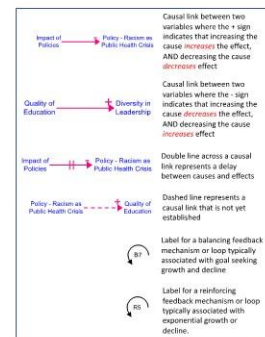 Impact of
Policies
+
Policy - Racism as
Public Health Crisis
Causal link between two
variables where the + sign
indicates that increasing the
cause increases the effect,
AND decreasing the cause
decreases effect
Quality of
Education
Diversity in
Leadership
Causal link between two
variables where the - sign
indicates that increasing the
cause decreases the effect,
AND decreasing the cause
increases effect
Impact of
Policies
Policy - Racism as
Public Health Crisis
Double line across a causal
link represents a delay
between causes and effects
Policy - Racism as
Public Health Crisis
Quality of
Education
Dashed line represents a
causal link that is not yet
established
B7
Label for a balancing feedback
mechanism or loop typically
associated with goal seeking
growth and decline
R5
Label for a reinforcing
feedback mechanism or loop
typically associated with
exponential growth or
decline.